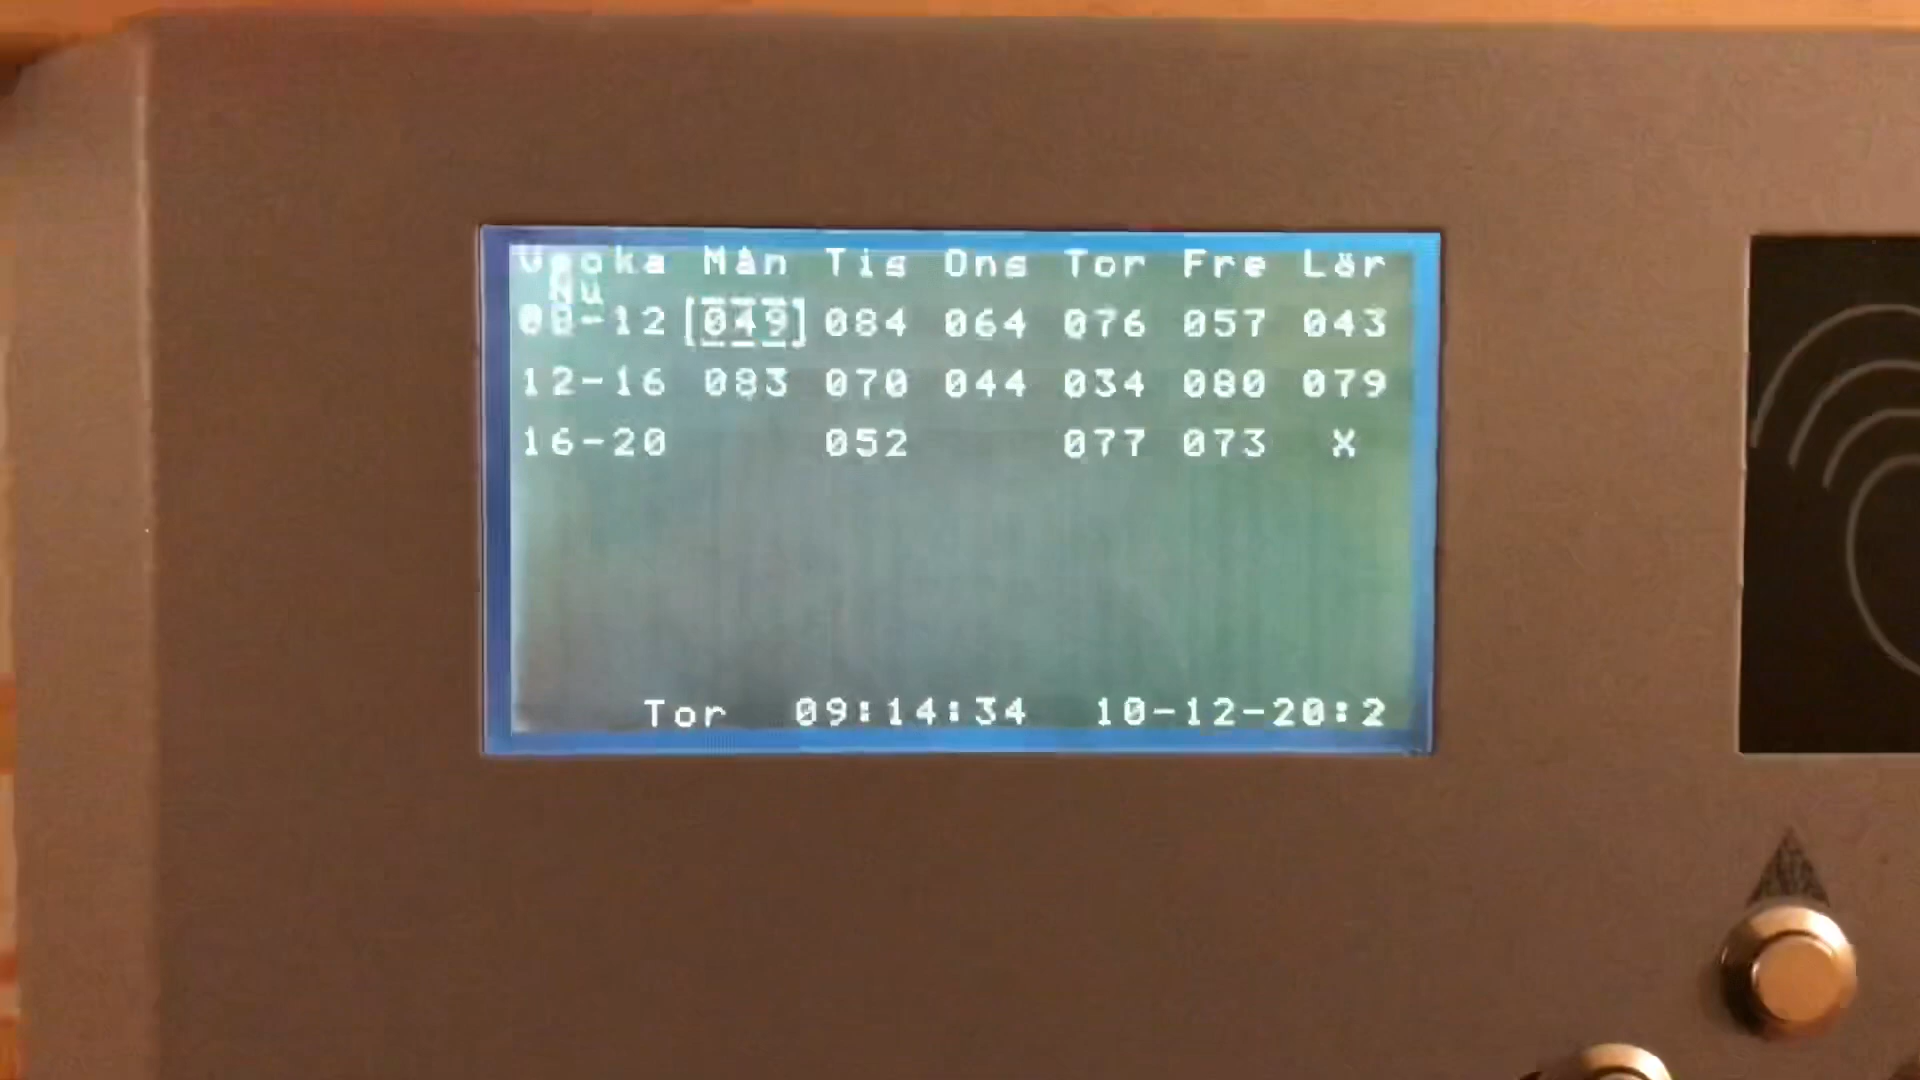 Vecka Mån Tis Ons Tor Fre Lör
Nu
08-12 [049] 084 064 076 057 043
12-16 083 070 044 034 080 079
16-20 052 077 073 X
Tor 09:14:34 10-12-20:2